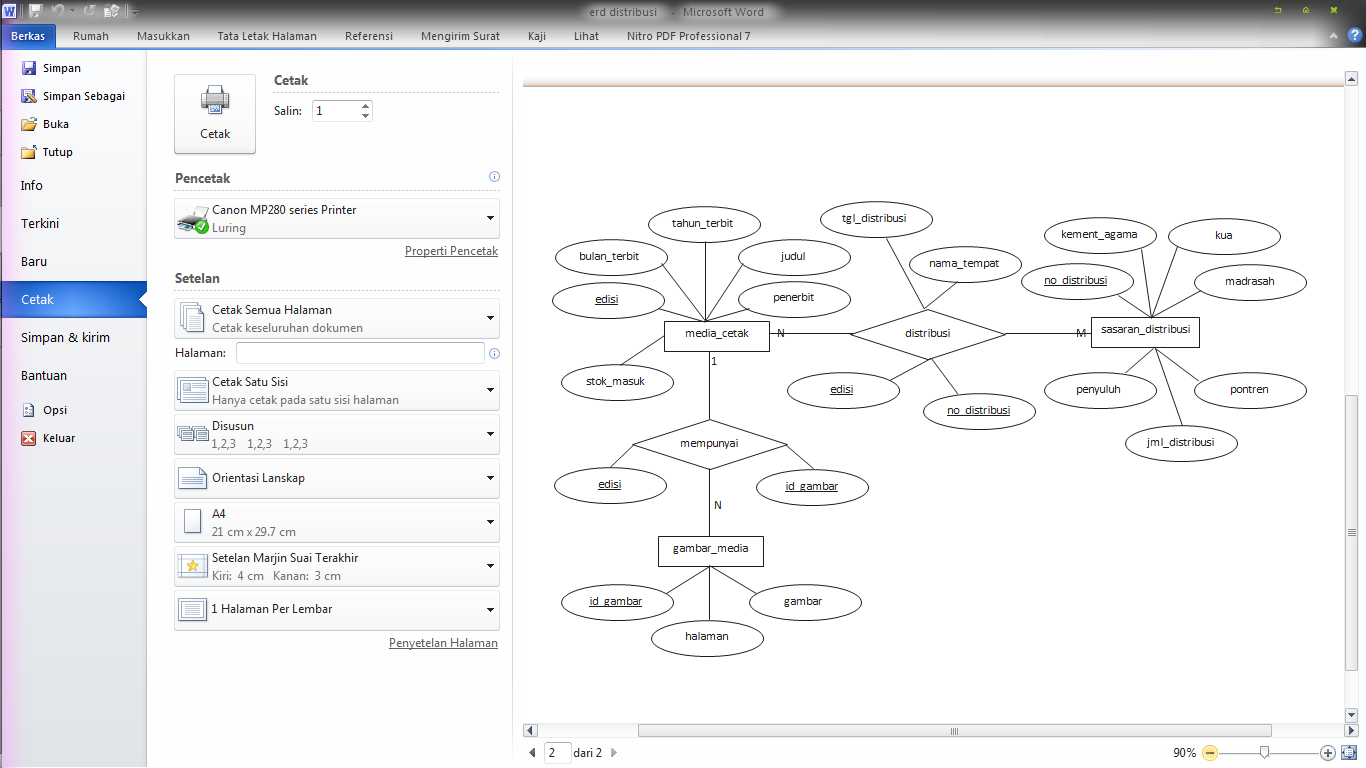 erd distribusi - Microsoft Word
Berkas Rumah Masukkan Tata Letak Halaman Referensi Mengirim Surat Kaji Lihat Nitro PDF Professional 7
Simpan
Simpan Sebagai
Buka
Tutup
Info
Terkini
Baru
Cetak
Simpan & kirim
Bantuan
Opsi
Keluar
Cetak
Cetak
Salin: 1
Pencetak
Canon MP280 series Printer
Luring
Properti Pencetak
Setelan
Cetak Semua Halaman
Cetak keseluruhan dokumen
Halaman:
Cetak Satu Sisi
Hanya cetak pada satu sisi halaman
Disusun
1,2,3 1,2,3 1,2,3
Orientasi Lanskap
A4
21 cm x 29.7 cm
Setelan Marjin Suai Terakhir
Kiri: 4 cm Kanan: 3 cm
1 Halaman Per Lembar
Penyetelan Halaman
tahun_terbit
bulan_terbit
judul
edisi
penerbit
media_cetak
stok_masuk
N
1
tgl_distribusi
nama_tempat
distribusi
edisi
no_distribusi
M
kement_agama
kua
no_distribusi
madrasah
sasaran_distribusi
penyuluh
pontren
jml_distribusi
mempunyai
edisi
id_gambar
N
gambar_media
id_gambar
gambar
halaman
2 dari 2
90%